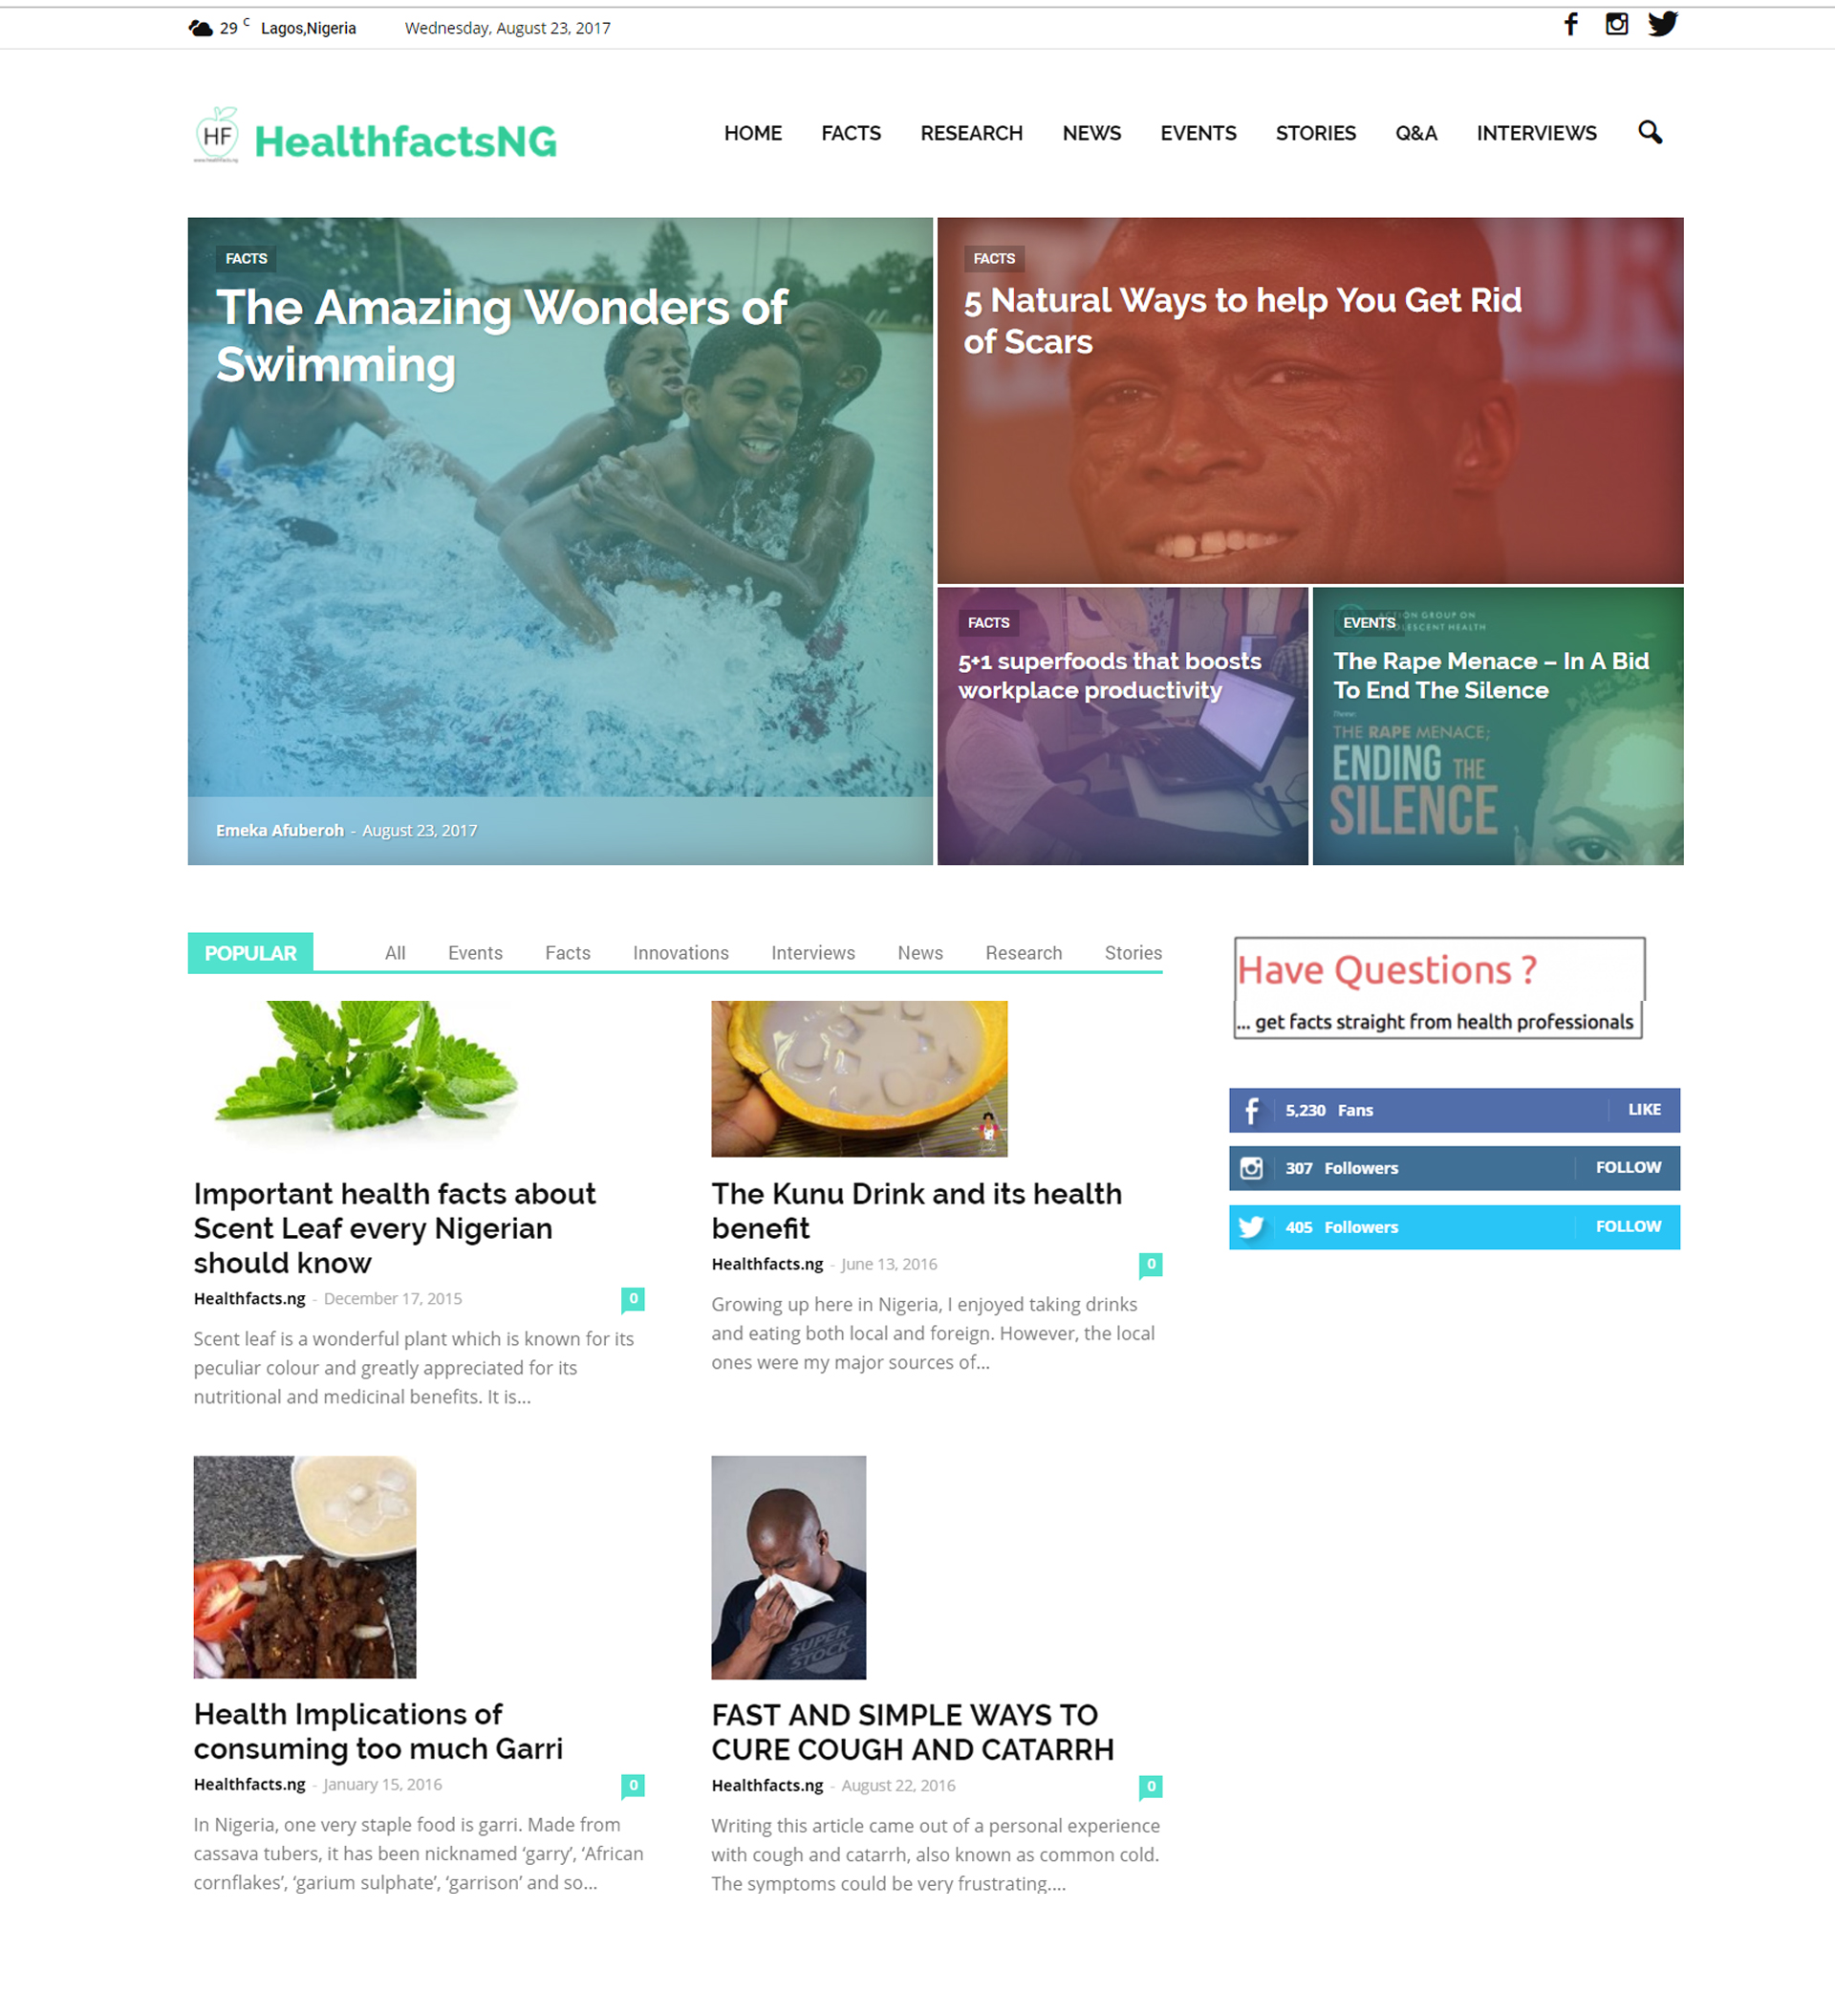 29 C Lagos,Nigeria Wednesday, August 23, 2017
HF
HealthfactsNG
HOME FACTS RESEARCH NEWS EVENTS STORIES Q&A INTERVIEWS
FACTS
The Amazing Wonders of
Swimming
Emeka Afuberoh - August 23, 2017
FACTS
5 Natural Ways to help You Get Rid
of Scars
FACTS
5+1 superfoods that boosts
workplace productivity
ACTION GROUP ON
EVENTS
The Rape Menace – In A Bid
To End The Silence
Theme:
THE RAPE MENACE;
ENDING THE
SILENCE
POPULAR All Events Facts Innovations Interviews News Research Stories
Important health facts about
Scent Leaf every Nigerian
should know
Healthfacts.ng - December 17, 2015 0
Scent leaf is a wonderful plant which is known for its
peculiar colour and greatly appreciated for its
nutritional and medicinal benefits. It is...
The Kunu Drink and its health
benefit
Healthfacts.ng - June 13, 2016 0
Growing up here in Nigeria, I enjoyed taking drinks
and eating both local and foreign. However, the local
ones were my major sources of...
Health Implications of
consuming too much Garri
Healthfacts.ng - January 15, 2016 0
In Nigeria, one very staple food is garri. Made from
cassava tubers, it has been nicknamed ‘garry’, ‘African
cornflakes’, ‘garium sulphate’, ‘garrison’ and so...
SUPER
STOCK
FAST AND SIMPLE WAYS TO
CURE COUGH AND CATARRH
Healthfacts.ng - August 22, 2016 0
Writing this article came out of a personal experience
with cough and catarrh, also known as common cold.
The symptoms could be very frustrating....
Have Questions ?
... get facts straight from health professionals
5,230 Fans LIKE
307 Followers FOLLOW
405 Followers FOLLOW